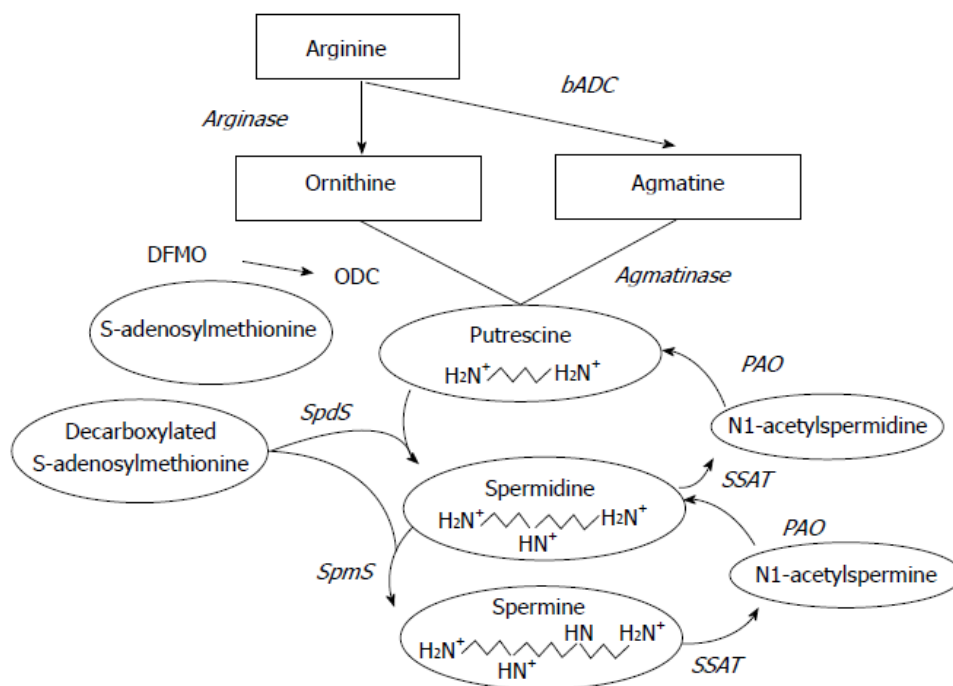 Arginine
bADC
Arginase
Ornithine
Agmatine
DFMO
ODC
Agmatinase
S-adenosylmethionine
Putrescine
H2N+ H2N+
PAO
SpdS
N1-acetylspermidine
Decarboxylated
S-adenosylmethionine
Spermidine
SSAT
H2N+ H2N+
HN+
PAO
SpmS
N1-acetylspermine
Spermine
HN H2N+
H2N+
HN+
SSAT